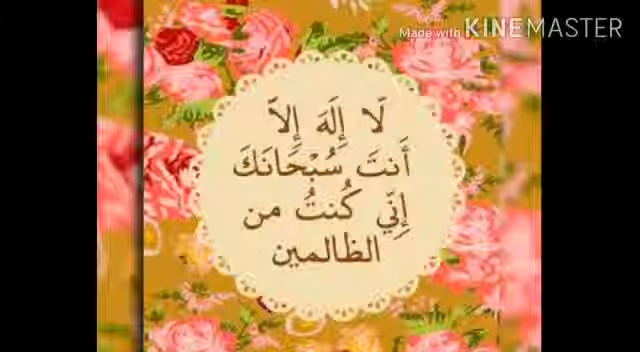 Made with KINEMASTER
لَا إِلَهَ إِلاَّ
أَنتَ سُبْحَانَكَ
إِنِّي كُنتُ من
الظالمين